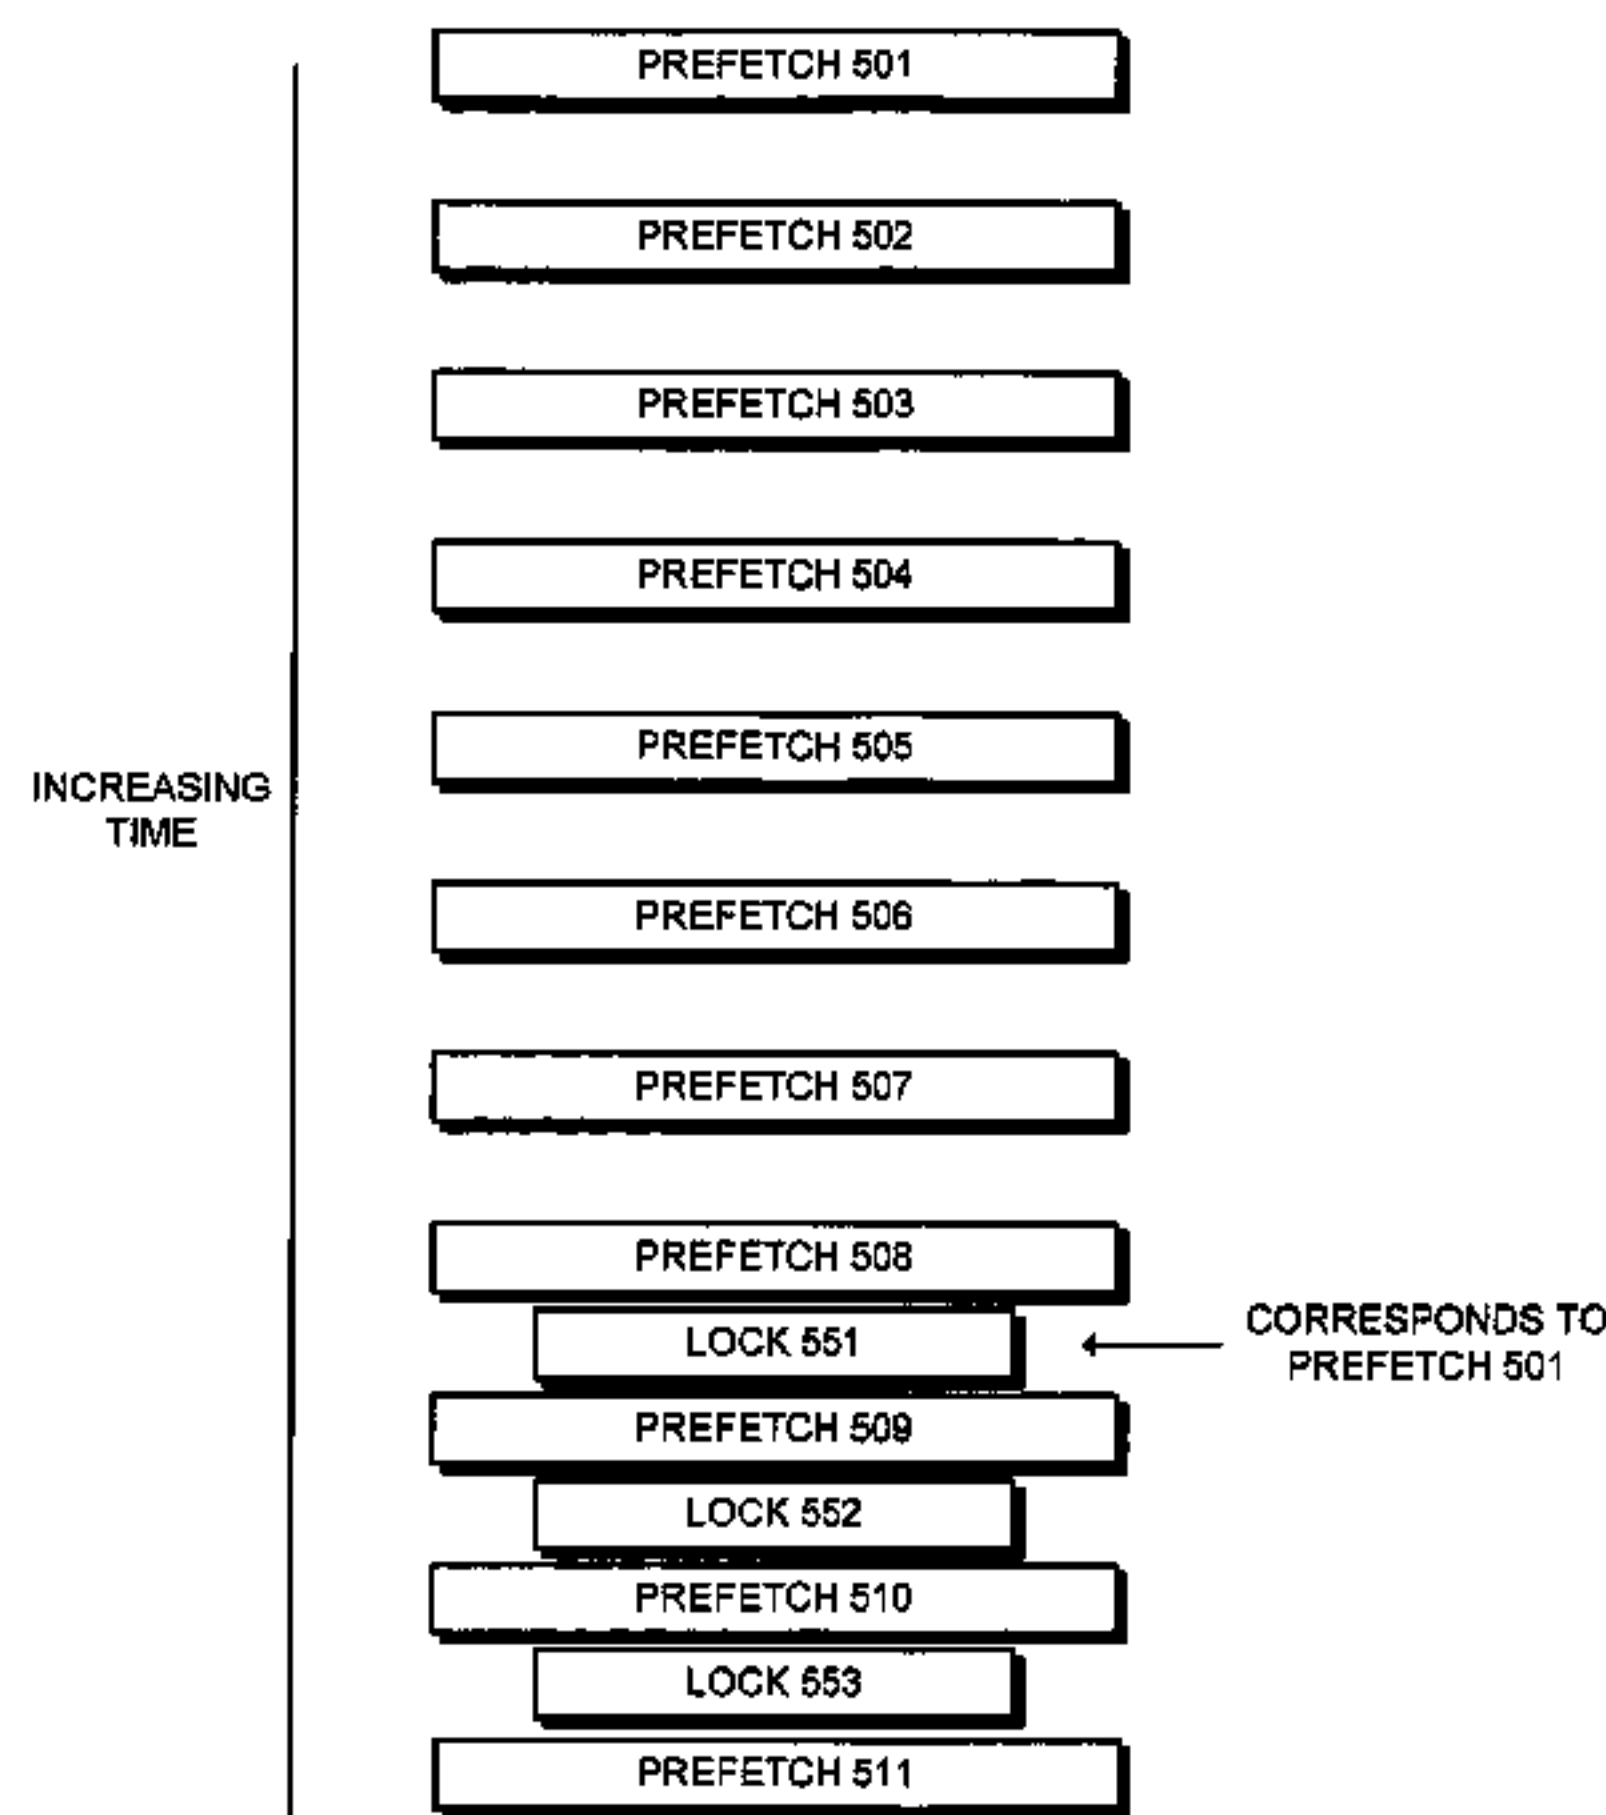 PREFETCH 501
PREFETCH 502
PREFETCH 503
PREFETCH 504
PREFETCH 505
INCREASING
TIME
PREFETCH 506
PREFETCH 507
PREFETCH 508
LOCK 551
CORRESPONDS TO
PREFETCH 501
PREFETCH 509
LOCK 552
PREFETCH 510
LOCK 553
PREFETCH 511